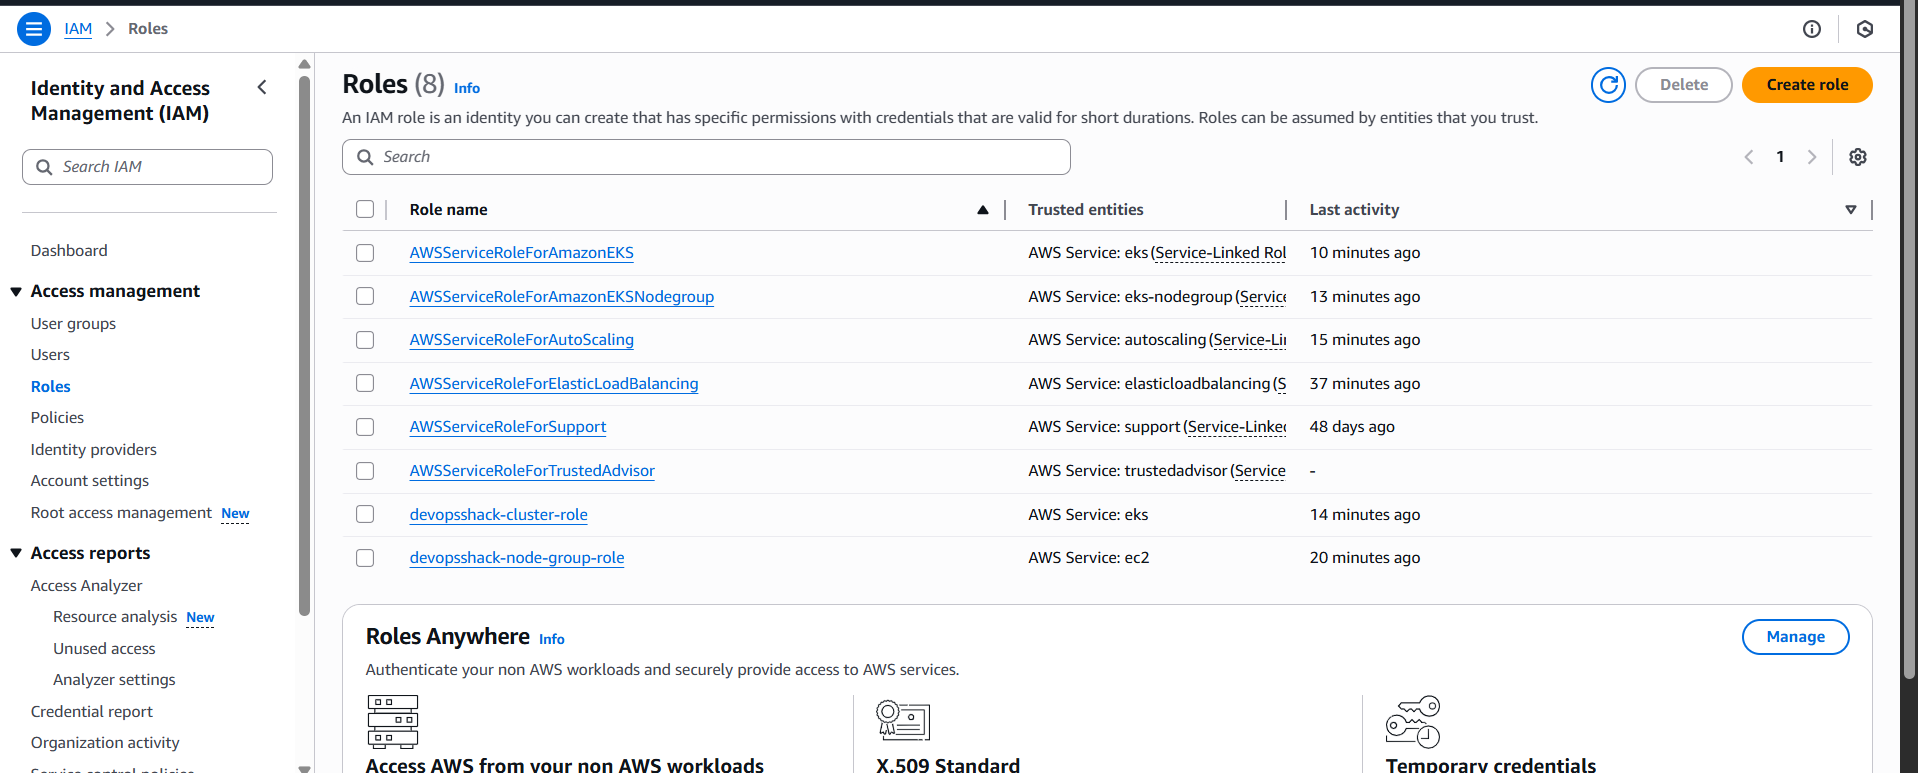 IAM > Roles
Identity and Access
Management (IAM)
Search IAM
Dashboard
Access management
User groups
Users
Roles
Policies
Identity providers
Account settings
Root access management New
Access reports
Access Analyzer
Resource analysis New
Unused access
Analyzer settings
Credential report
Organization activity
Service control policies
Roles (8) Info
Delete
Create role
An IAM role is an identity you can create that has specific permissions with credentials that are valid for short durations. Roles can be assumed by entities that you trust.
Search
1
Role name Trusted entities Last activity
AWSServiceRoleForAmazonEKS AWS Service: eks (Service-Linked Rol 10 minutes ago
AWSServiceRoleForAmazonEKSNodegroup AWS Service: eks-nodegroup (Service 13 minutes ago
AWSServiceRoleForAutoScaling AWS Service: autoscaling (Service-Li 15 minutes ago
AWSServiceRoleForElasticLoadBalancing AWS Service: elasticloadbalancing (S 37 minutes ago
AWSServiceRoleForSupport AWS Service: support (Service-Linked 48 days ago
AWSServiceRoleForTrustedAdvisor AWS Service: trustedadvisor (Service -
devopsshack-cluster-role AWS Service: eks 14 minutes ago
devopsshack-node-group-role AWS Service: ec2 20 minutes ago
Roles Anywhere Info
Manage
Authenticate your non AWS workloads and securely provide access to AWS services.
Access AWS from your non AWS workloads
X.509 Standard
Temporary credentials